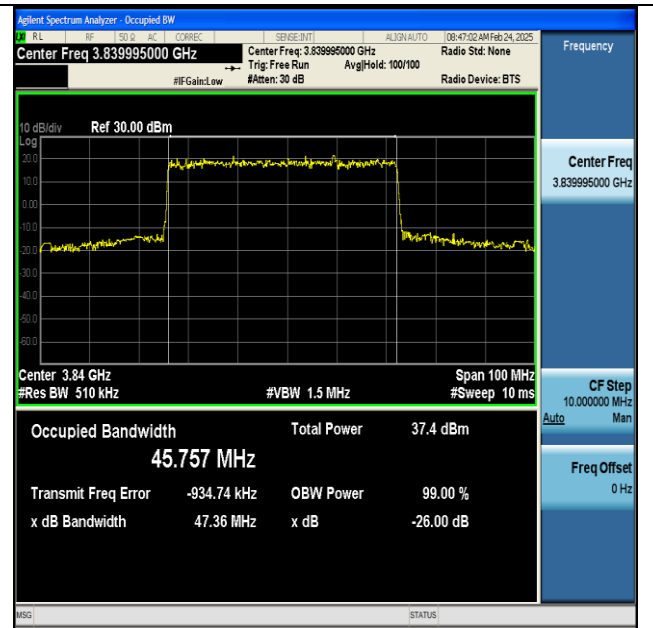 Agilent Spectrum Analyzer - Occupied BW
LXI RL RF 50 Ω AC CORREC SENSE:INT ALIGN AUTO 08:47:02 AM Feb 24, 2025
Center Freq 3.839995000 GHz
Center Freq: 3.839995000 GHz Radio Std: None
Trig: Free Run Avg|Hold: 100/100
#IFGain:Low #Atten: 30 dB Radio Device: BTS
Frequency
10 dB/div Ref 30.00 dBm
Log
20.0
10.0
0.00
-10.0
-20.0
-30.0
-40.0
-50.0
-60.0
Center Freq
3.839995000 GHz
Center 3.84 GHz Span 100 MHz
#Res BW 510 kHz #VBW 1.5 MHz #Sweep 10 ms
CF Step
10.000000 MHz
Auto Man
Occupied Bandwidth Total Power 37.4 dBm
45.757 MHz
Transmit Freq Error -934.74 kHz OBW Power 99.00 %
x dB Bandwidth 47.36 MHz x dB -26.00 dB
Freq Offset
0 Hz
MSG STATUS